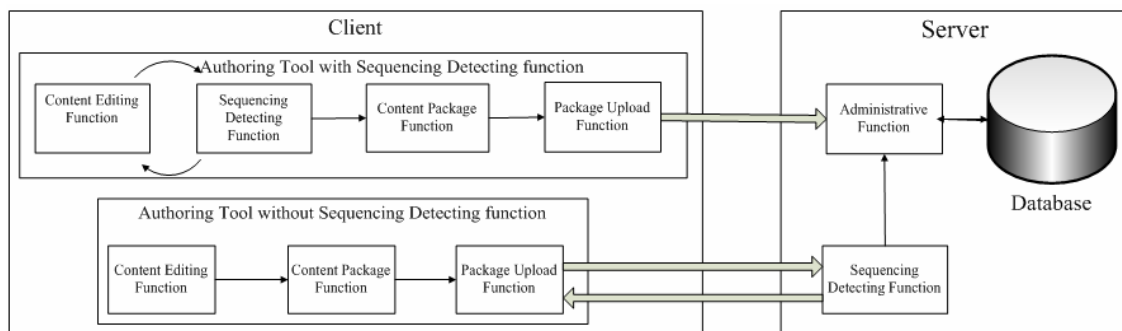 Client
Server
Authoring Tool with Sequencing Detecting function
Content Editing
Function
Sequencing
Detecting
Function
Content Package
Function
Package Upload
Function
Administrative
Function
Database
Authoring Tool without Sequencing Detecting function
Content Editing
Function
Content Package
Function
Package Upload
Function
Sequencing
Detecting Function